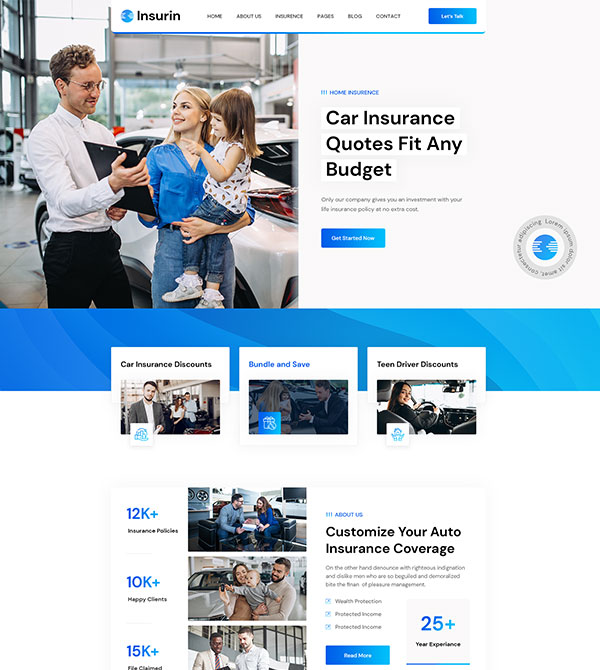 Insurin
HOME ABOUT US INSURENCE PAGES BLOG CONTACT
Let's Talk
HOME INSURENCE
Car Insurance
Quotes Fit Any
Budget
Only our company gives you an investment with your
life insurance policy at no extra cost.
Get Started Now
Lorem ipsum dolor sit amet, consectetur adipiscing
Car Insurance Discounts
Bundle and Save
Teen Driver Discounts
12K+
Insurance Policies
10K+
Happy Clients
15K+
File Claimed
ABOUT US
Customize Your Auto
Insurance Coverage
On the other hand denounce with righteous indignation
and dislike men who are so beguiled and demoralized
bite the finan of pleasure management.
Wealth Protection
Protected Income
Protected Income
25+
Year Experiance
Read More